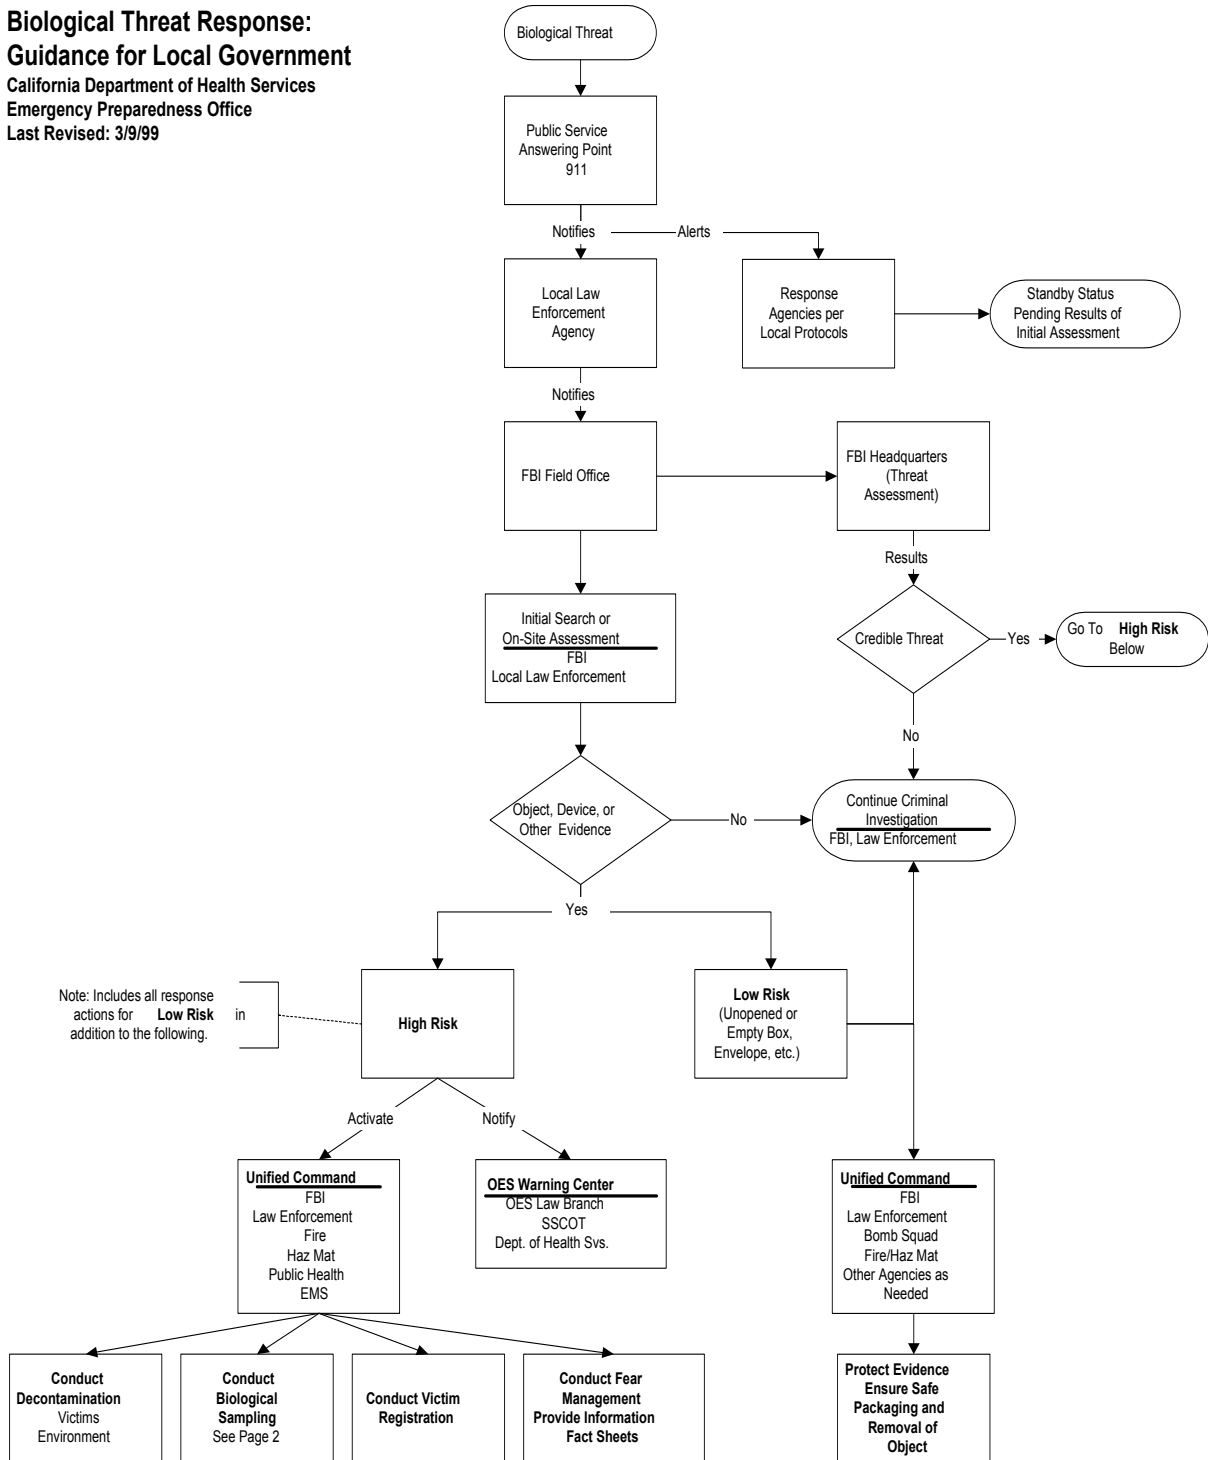 Biological Threat Response:
Guidance for Local Government
California Department of Health Services
Emergency Preparedness Office
Last Revised: 3/9/99
Biological Threat
Public Service
Answering Point
911
Notifies
Alerts
Local Law
Enforcement
Agency
Response
Agencies per
Local Protocols
Standby Status
Pending Results of
Initial Assessment
Notifies
FBI Field Office
FBI Headquarters
(Threat
Assessment)
Results
Initial Search or
On-Site Assessment
FBI
Local Law Enforcement
Credible Threat
Yes
Go To High Risk
Below
No
Object, Device, or
Other Evidence
No
Continue Criminal
Investigation
FBI, Law Enforcement
Yes
Note: Includes all response
actions for Low Risk in
addition to the following.
High Risk
Low Risk
(Unopened or
Empty Box,
Envelope, etc.)
Activate
Notify
Unified Command
FBI
Law Enforcement
Fire
Haz Mat
Public Health
EMS
OES Warning Center
OES Law Branch
SSCOT
Dept. of Health Svs.
Unified Command
FBI
Law Enforcement
Bomb Squad
Fire/Haz Mat
Other Agencies as
Needed
Conduct
Decontamination
Victims
Environment
Conduct
Biological
Sampling
See Page 2
Conduct Victim
Registration
Conduct Fear
Management
Provide Information
Fact Sheets
Protect Evidence
Ensure Safe
Packaging and
Removal of
Object